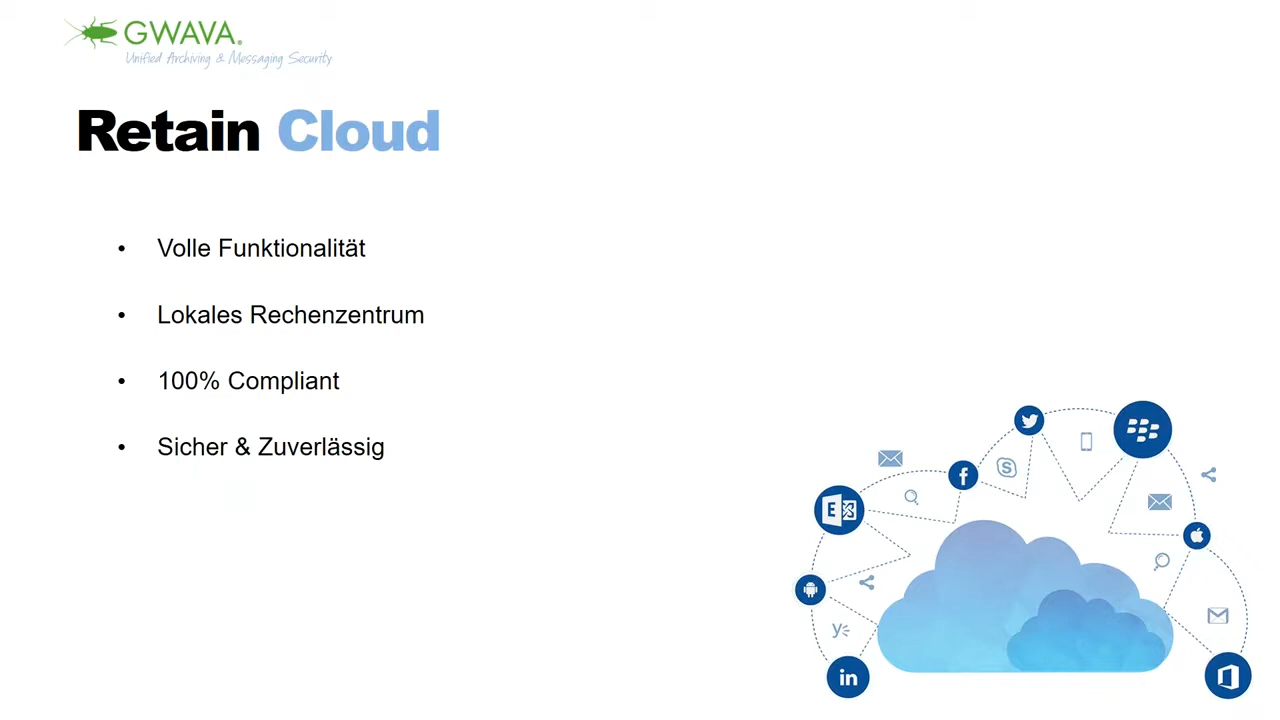 GWAVA®
Unified Archiving & Messaging Security
Retain Cloud
• Volle Funktionalität
• Lokales Rechenzentrum
• 100% Compliant
• Sicher & Zuverlässig